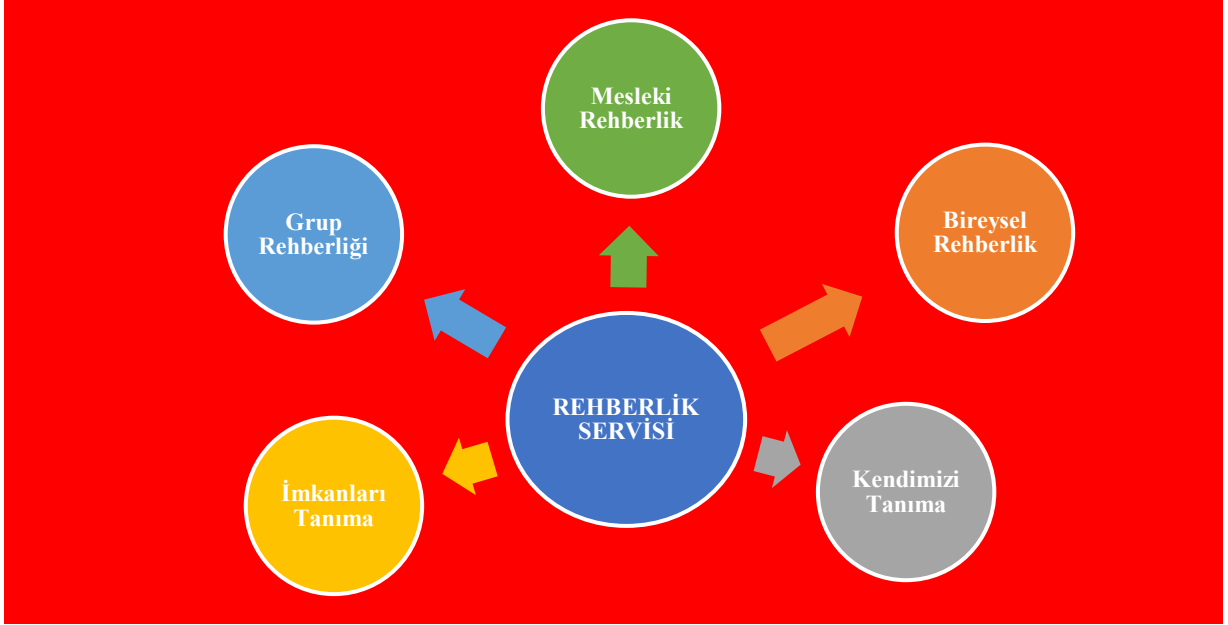 Mesleki
Rehberlik
Grup
Rehberliği
Bireysel
Rehberlik
REHBERLİK
SERVİSİ
İmkanları
Tanıma
Kendimizi
Tanıma